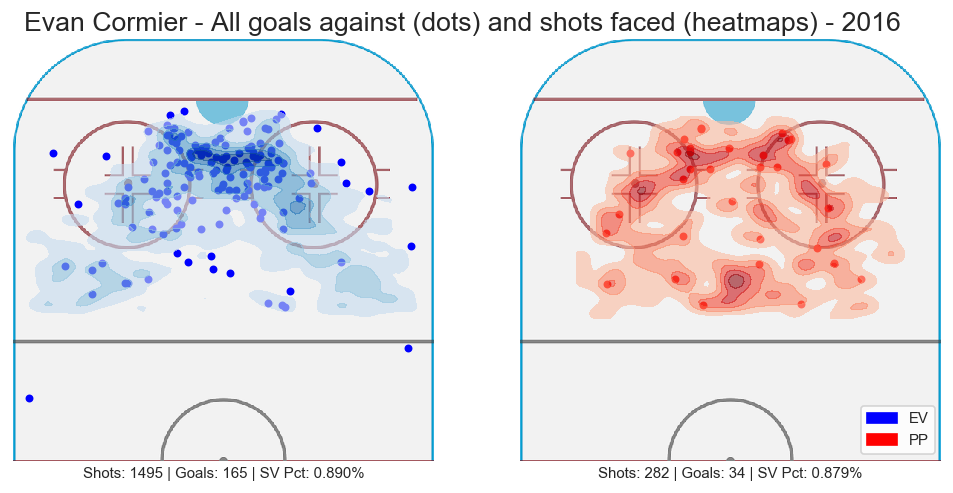 Evan Cormier - All goals against (dots) and shots faced (heatmaps) - 2016
EV
PP
Shots: 1495 | Goals: 165 | SV Pct: 0.890%
Shots: 282 | Goals: 34 | SV Pct: 0.879%